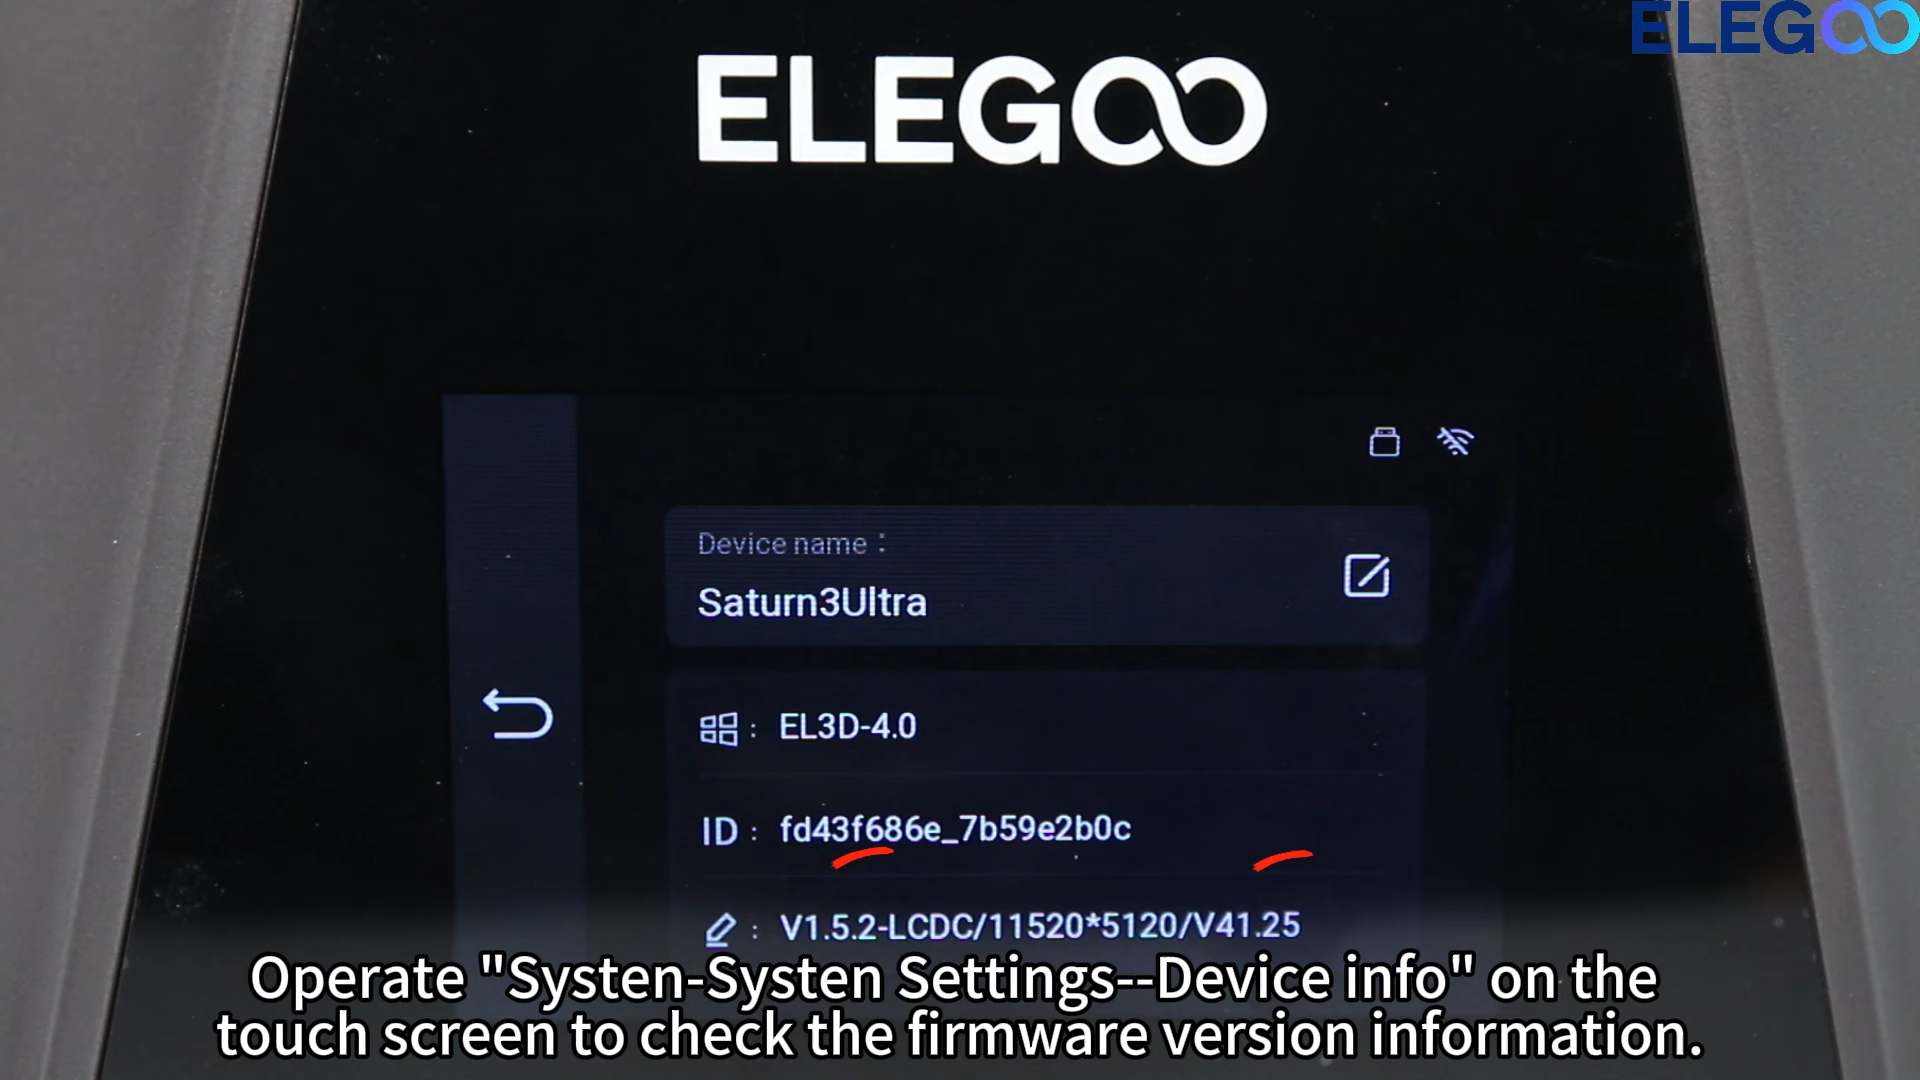 ELEGOO
ELEGOO
Device name :
Saturn3Ultra
: EL3D-4.0
ID : fd43f686e_7b59e2b0c
: V1.5.2-LCDC/11520*5120/V41.25
Operate "Systen-Systen Settings--Device info" on the
touch screen to check the firmware version information.